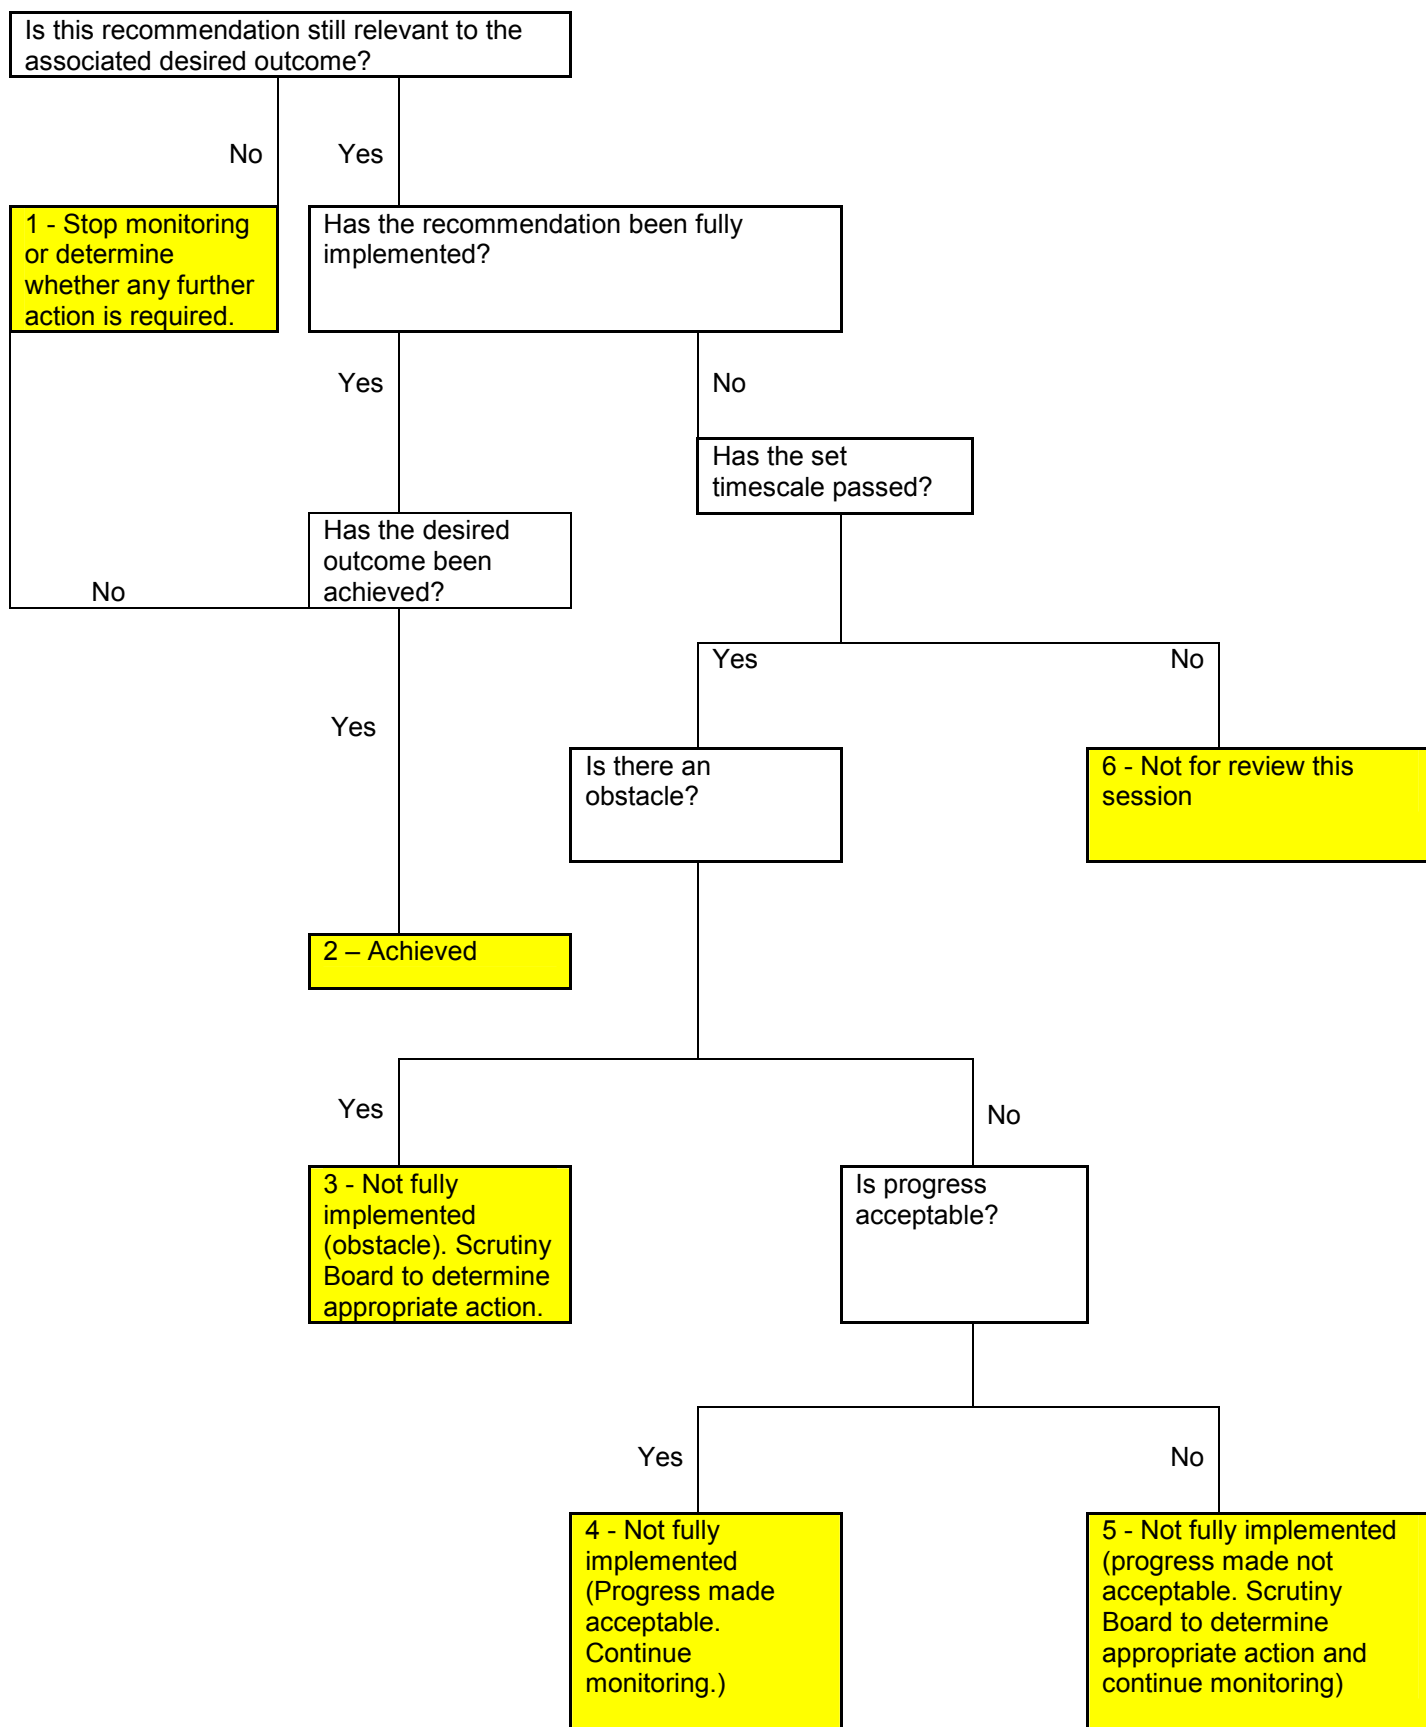 Is this recommendation still relevant to the
associated desired outcome?
No
Yes
1 - Stop monitoring
or determine
whether any further
action is required.
Has the recommendation been fully
implemented?
Yes
No
Has the set
timescale passed?
Has the desired
outcome been
achieved?
No
Yes
No
Yes
Is there an
obstacle?
6 - Not for review this
session
2 – Achieved
Yes
No
3 - Not fully
implemented
(obstacle). Scrutiny
Board to determine
appropriate action.
Is progress
acceptable?
Yes
No
4 - Not fully
implemented
(Progress made
acceptable.
Continue
monitoring.)
5 - Not fully implemented
(progress made not
acceptable. Scrutiny
Board to determine
appropriate action and
continue monitoring)